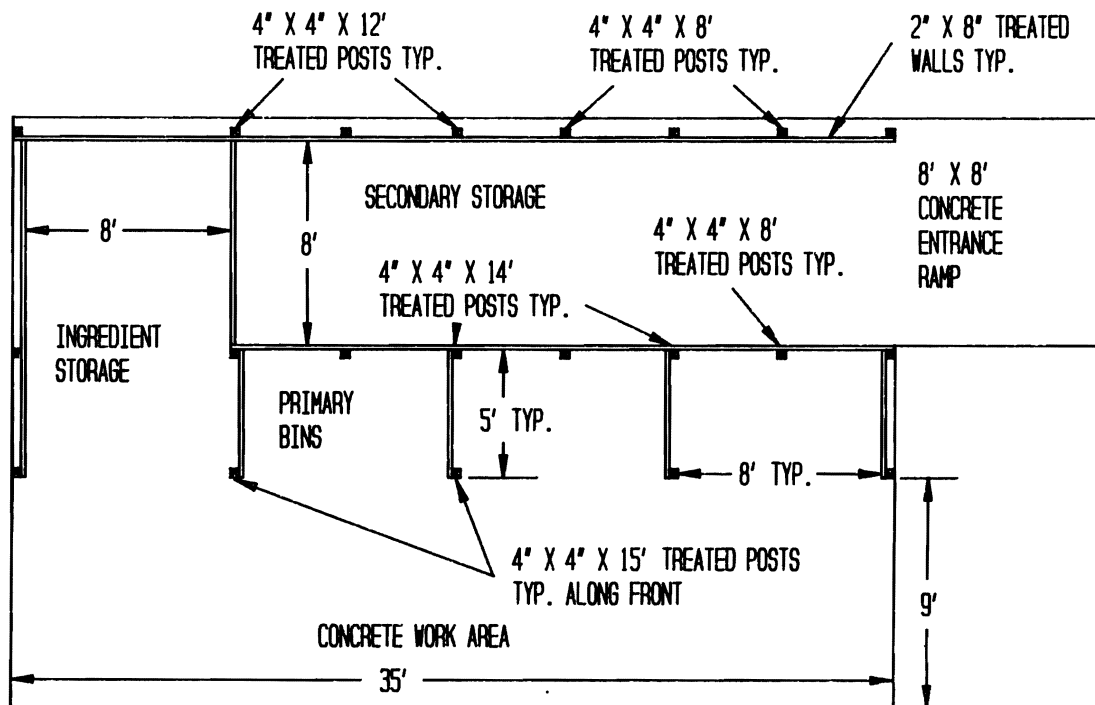 4" X 4" X 12'
TREATED POSTS TYP.
4" X 4" X 8'
TREATED POSTS TYP.
2" X 8" TREATED
WALLS TYP.
SECONDARY STORAGE
8' X 8'
CONCRETE
ENTRANCE
RAMP
8'
8'
4" X 4" X 8'
TREATED POSTS TYP.
4" X 4" X 14'
TREATED POSTS TYP.
INGREDIENT
STORAGE
PRIMARY
BINS
5' TYP.
8' TYP.
4" X 4" X 15' TREATED POSTS
TYP. ALONG FRONT
9'
CONCRETE WORK AREA
35'